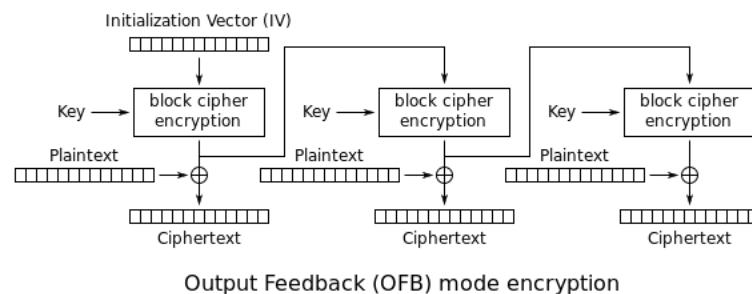 Initialization Vector (IV)
Key
block cipher
encryption
Key
block cipher
encryption
Key
block cipher
encryption
Plaintext
Plaintext
Plaintext
Ciphertext
Ciphertext
Ciphertext
Output Feedback (OFB) mode encryption